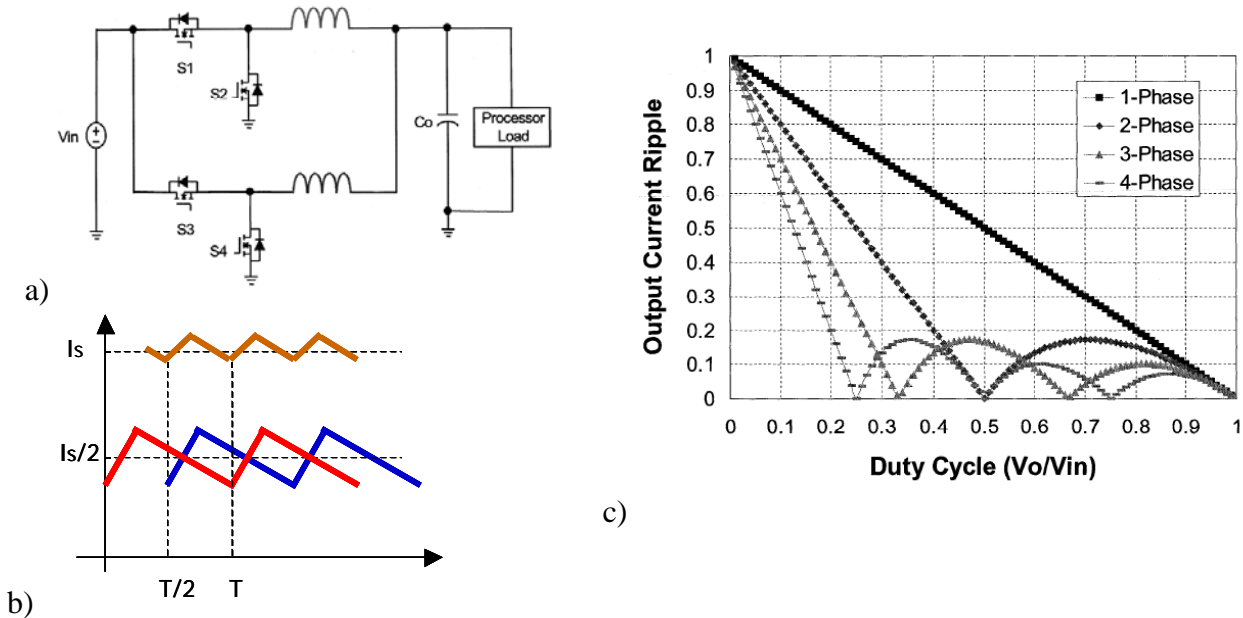 S1
S2
Vin
Co
Processor
Load
S3
S4
a)
Is
Is/2
T/2 T
b)
Output Current Ripple
1
0.9
0.8
0.7
0.6
0.5
0.4
0.3
0.2
0.1
0
1-Phase
2-Phase
3-Phase
4-Phase
0 0.1 0.2 0.3 0.4 0.5 0.6 0.7 0.8 0.9 1
Duty Cycle (Vo/Vin)
c)